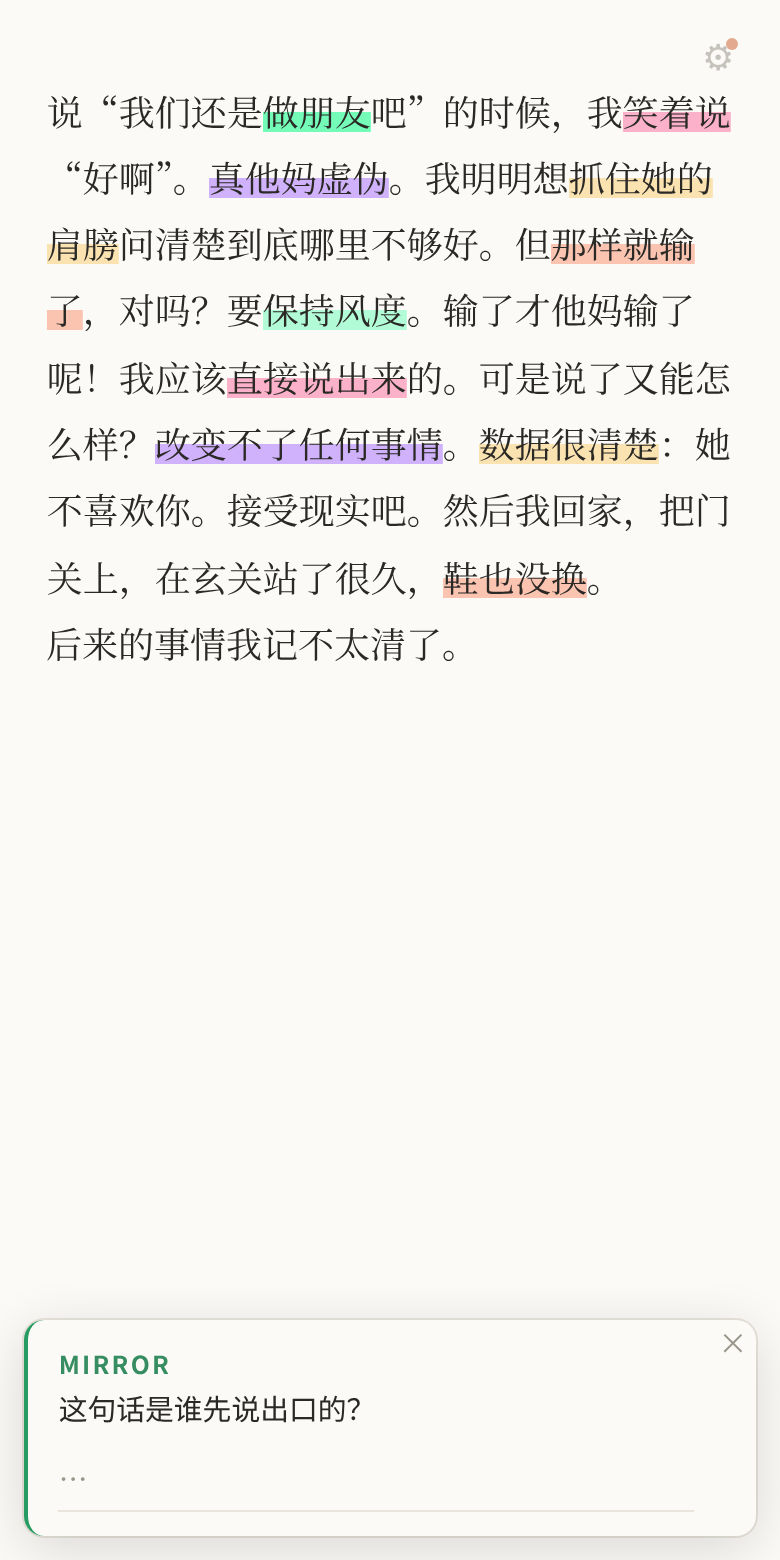 说“我们还是做朋友吧”的时候，我笑着说
“好啊”。真他妈虚伪。我明明想抓住她的
肩膀问清楚到底哪里不够好。但那样就输
了，对吗？要保持风度。输了才他妈输了
呢！我应该直接说出来的。可是说了又能怎
么样？改变不了任何事情。数据很清楚：她
不喜欢你。接受现实吧。然后我回家，把门
关上，在玄关站了很久，鞋也没换。
后来的事情我记不太清了。
MIRROR
这句话是谁先说出口的？
...